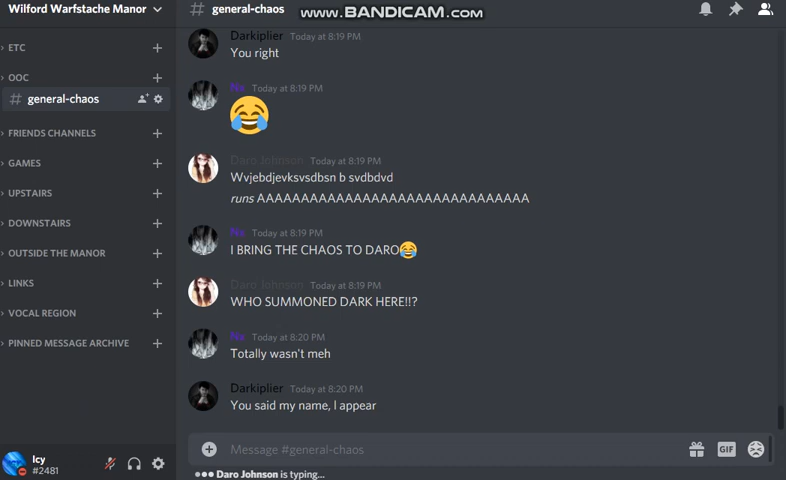 Wilford Warfstache Manor
# general-chaos
www.BANDICAM.com
ETC
OOC
# general-chaos
FRIENDS CHANNELS
GAMES
UPSTAIRS
DOWNSTAIRS
OUTSIDE THE MANOR
LINKS
VOCAL REGION
PINNED MESSAGE ARCHIVE
Icy
#2481
Darkiplier Today at 8:19 PM
You right
Today at 8:19 PM
😂
Daro Johnson Today at 8:19 PM
Wvjebdjevksvsdbsn b svdbdvd
runs AAAAAAAAAAAAAAAAAAAAAAAAAAAAAAA
Today at 8:19 PM
I BRING THE CHAOS TO DARO😂
Daro Johnson Today at 8:19 PM
WHO SUMMONED DARK HERE!!?
Today at 8:20 PM
Totally wasn't meh
Darkiplier Today at 8:20 PM
You said my name, I appear
Message #general-chaos
GIF
Daro Johnson is typing...